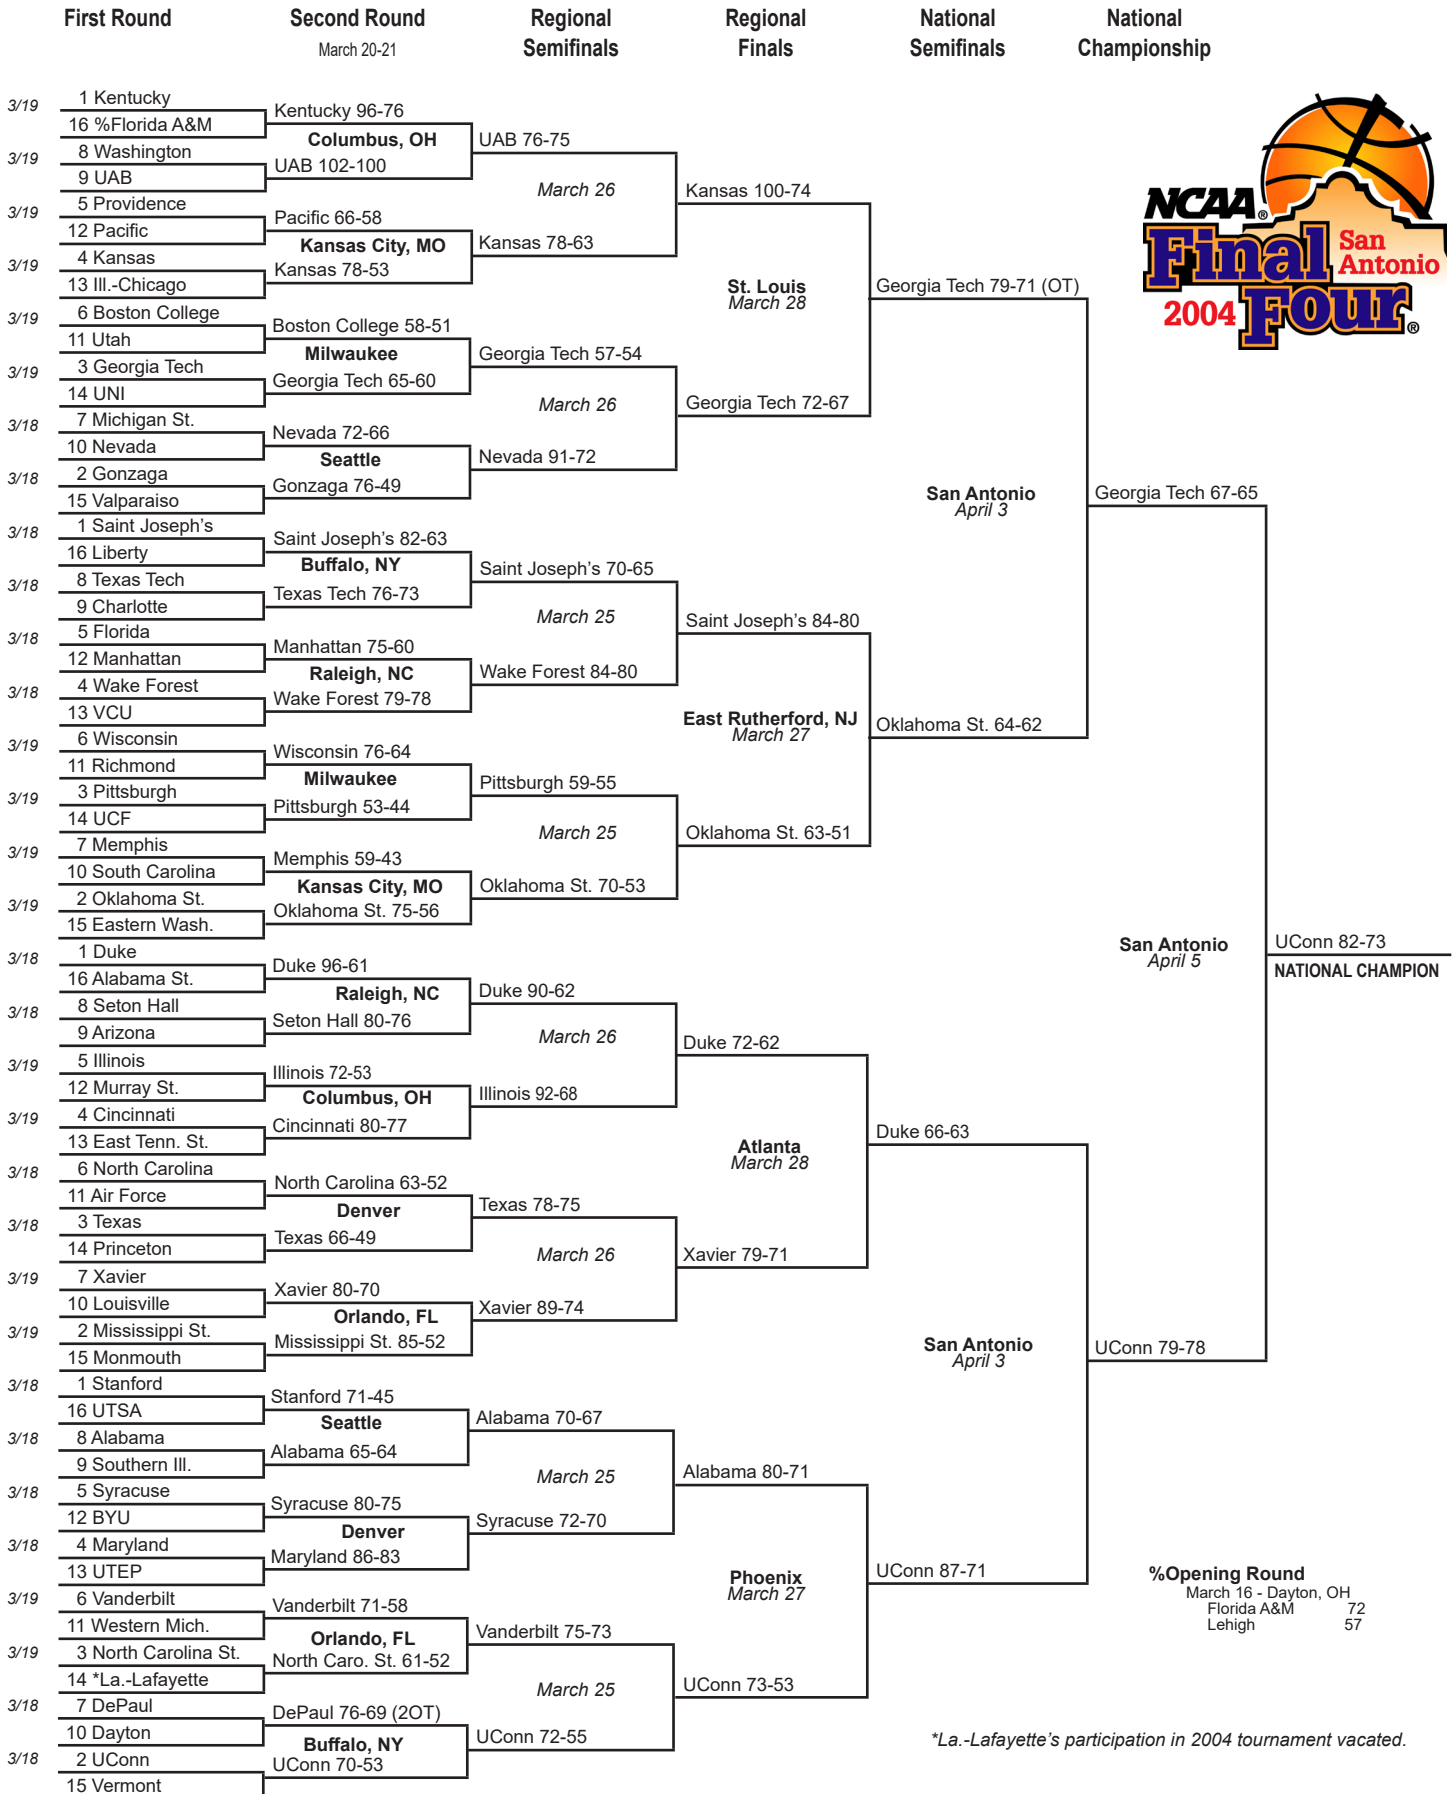 First Round
Second Round
March 20-21
Regional
Semifinals
Regional
Finals
National
Semifinals
National
Championship
NCAA®
Final
San
Antonio
2004 Four®
3/19
1 Kentucky
16 %Florida A&M
3/19
8 Washington
9 UAB
3/19
5 Providence
12 Pacific
3/19
4 Kansas
13 Ill.-Chicago
3/19
6 Boston College
11 Utah
3/19
3 Georgia Tech
14 UNI
3/18
7 Michigan St.
10 Nevada
3/18
2 Gonzaga
15 Valparaiso
3/18
1 Saint Joseph's
16 Liberty
3/18
8 Texas Tech
9 Charlotte
3/18
5 Florida
12 Manhattan
3/18
4 Wake Forest
13 VCU
3/19
6 Wisconsin
11 Richmond
3/19
3 Pittsburgh
14 UCF
3/19
7 Memphis
10 South Carolina
3/19
2 Oklahoma St.
15 Eastern Wash.
3/18
1 Duke
16 Alabama St.
3/18
8 Seton Hall
9 Arizona
3/19
5 Illinois
12 Murray St.
3/19
4 Cincinnati
13 East Tenn. St.
3/18
6 North Carolina
11 Air Force
3/18
3 Texas
14 Princeton
3/19
7 Xavier
10 Louisville
3/19
2 Mississippi St.
15 Monmouth
3/18
1 Stanford
16 UTSA
3/18
8 Alabama
9 Southern Ill.
3/18
5 Syracuse
12 BYU
3/18
4 Maryland
13 UTEP
3/19
6 Vanderbilt
11 Western Mich.
3/19
3 North Carolina St.
14 *La.-Lafayette
3/18
7 DePaul
10 Dayton
3/18
2 UConn
15 Vermont
Kentucky 96-76
Columbus, OH
UAB 102-100
Pacific 66-58
Kansas City, MO
Kansas 78-53
Boston College 58-51
Milwaukee
Georgia Tech 65-60
Nevada 72-66
Seattle
Gonzaga 76-49
Saint Joseph's 82-63
Buffalo, NY
Texas Tech 76-73
Manhattan 75-60
Raleigh, NC
Wake Forest 79-78
Wisconsin 76-64
Milwaukee
Pittsburgh 53-44
Memphis 59-43
Kansas City, MO
Oklahoma St. 75-56
Duke 96-61
Raleigh, NC
Seton Hall 80-76
Illinois 72-53
Columbus, OH
Cincinnati 80-77
North Carolina 63-52
Denver
Texas 66-49
Xavier 80-70
Orlando, FL
Mississippi St. 85-52
Stanford 71-45
Seattle
Alabama 65-64
Syracuse 80-75
Denver
Maryland 86-83
Vanderbilt 71-58
Orlando, FL
North Caro. St. 61-52
DePaul 76-69 (2OT)
Buffalo, NY
UConn 70-53
UAB 76-75
March 26
Kansas 78-63
Georgia Tech 57-54
March 26
Nevada 91-72
Saint Joseph's 70-65
March 25
Wake Forest 84-80
Pittsburgh 59-55
March 25
Oklahoma St. 70-53
Duke 90-62
March 26
Illinois 92-68
Texas 78-75
March 26
Xavier 89-74
Alabama 70-67
March 25
Syracuse 72-70
Vanderbilt 75-73
March 25
UConn 72-55
Kansas 100-74
St. Louis
March 28
Georgia Tech 72-67
Saint Joseph's 84-80
East Rutherford, NJ
March 27
Oklahoma St. 63-51
Duke 72-62
Atlanta
March 28
Xavier 79-71
Alabama 80-71
Phoenix
March 27
UConn 73-53
Georgia Tech 79-71 (OT)
San Antonio
April 3
Oklahoma St. 64-62
Duke 66-63
San Antonio
April 3
UConn 87-71
Georgia Tech 67-65
San Antonio
April 5
UConn 79-78
UConn 82-73
NATIONAL CHAMPION
%Opening Round
March 16 - Dayton, OH
Florida A&M 72
Lehigh 57
*La.-Lafayette's participation in 2004 tournament vacated.